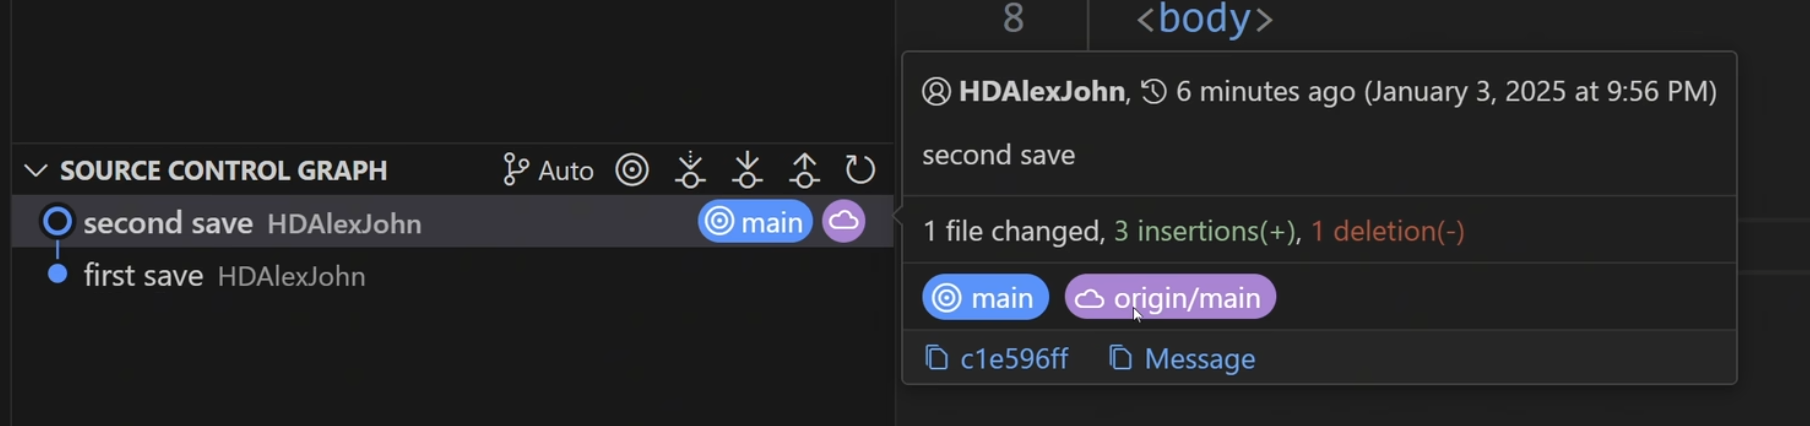 8 <body>
HDAlexJohn, 6 minutes ago (January 3, 2025 at 9:56 PM)
second save
1 file changed, 3 insertions(+), 1 deletion(-)
main origin/main
c1e596ff Message
SOURCE CONTROL GRAPH Auto
second save HDAlexJohn main
first save HDAlexJohn